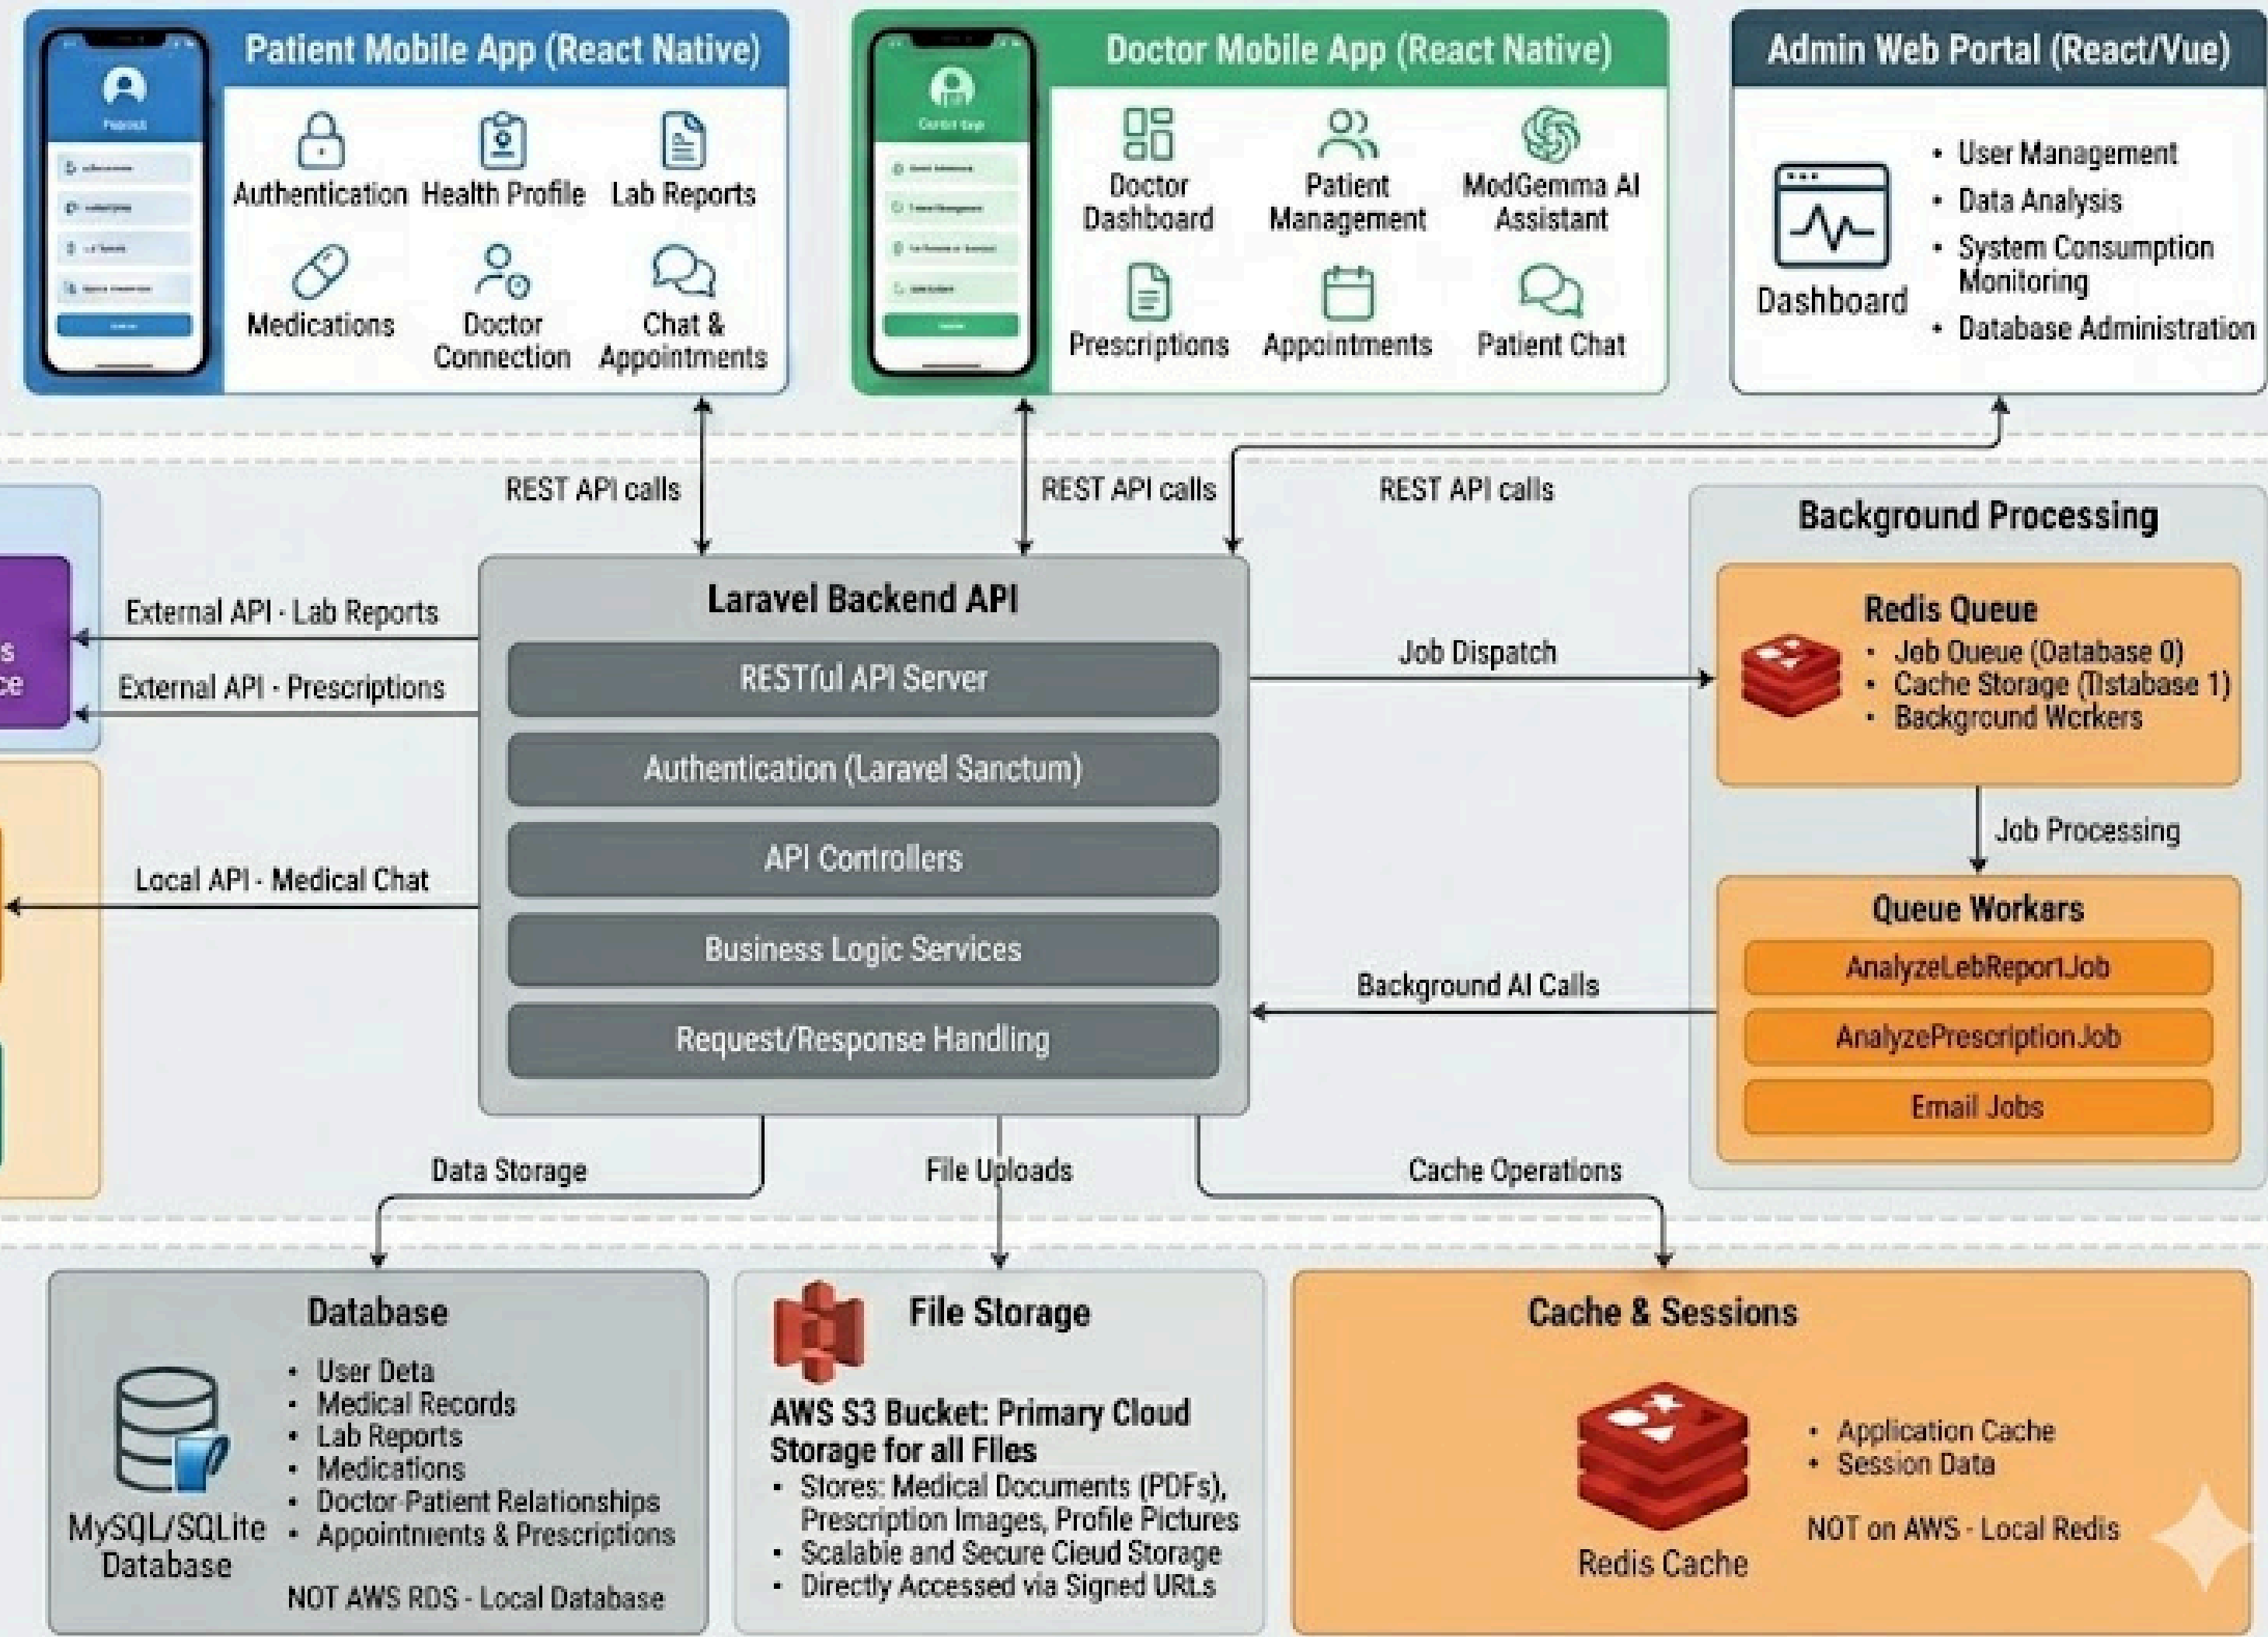 Patient Mobile App (React Native)
Authentication
Health Profile
Lab Reports
Medications
Doctor
Connection
Chat &
Appointments
Doctor Mobile App (React Native)
Doctor
Dashboard
Patient
Management
ModGemma AI
Assistant
Prescriptions
Appointments
Patient Chat
Admin Web Portal (React/Vue)
Dashboard
• User Management
• Data Analysis
• System Consumption
Monitoring
• Database Administration
REST API calls
REST API calls
REST API calls
s
ce
External API - Lab Reports
External API - Prescriptions
Local API - Medical Chat
Laravel Backend API
RESTful API Server
Authentication (Laravel Sanctum)
API Controllers
Business Logic Services
Request/Response Handling
Job Dispatch
Background AI Calls
Background Processing
Redis Queue
• Job Queue (Database 0)
• Cache Storage (TIstabase 1)
• Background Workers
Job Processing
Queue Workars
AnalyzeLebReportJob
AnalyzePrescriptionJob
Email Jobs
Data Storage
File Uploads
Cache Operations
Database
MySQL/SQLite
Database
• User Deta
• Medical Records
• Lab Reports
• Medications
• Doctor-Patient Relationships
• Appointments & Prescriptions
NOT AWS RDS - Local Database
File Storage
AWS S3 Bucket: Primary Cloud
Storage for all Files
• Stores: Medical Documents (PDFs),
Prescription Images, Profile Pictures
• Scalable and Secure Cieud Storage
• Directly Accessed via Signed URLs
Cache & Sessions
Redis Cache
• Application Cache
• Session Data
NOT on AWS - Local Redis